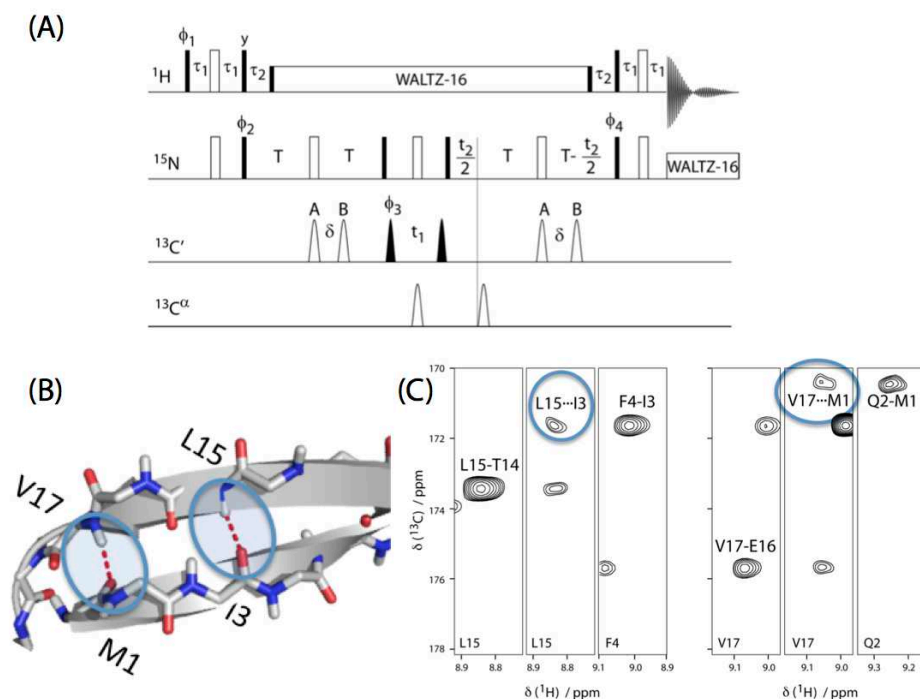 (A)
ϕ1 y
1H τ1 τ1 τ2 WALTZ-16 τ2 τ1 τ1
ϕ2 ϕ4
15N T T t2/2 T T- t2/2 WALTZ-16
A B ϕ3 A B
13C' δ t1 δ
13Cα
(B)
V17
L15
M1
I3
(C)
δ (13C) / ppm
170
172
174
176
178
L15-T14
L15···I3
F4-I3
V17-E16
V17···M1
Q2-M1
L15 L15 F4 V17 V17 Q2
8.9 8.8 8.9 8.8 9.1 9.0 8.9 9.1 9.0 9.1 9.0 9.3 9.2
δ (1H) / ppm δ (1H) / ppm